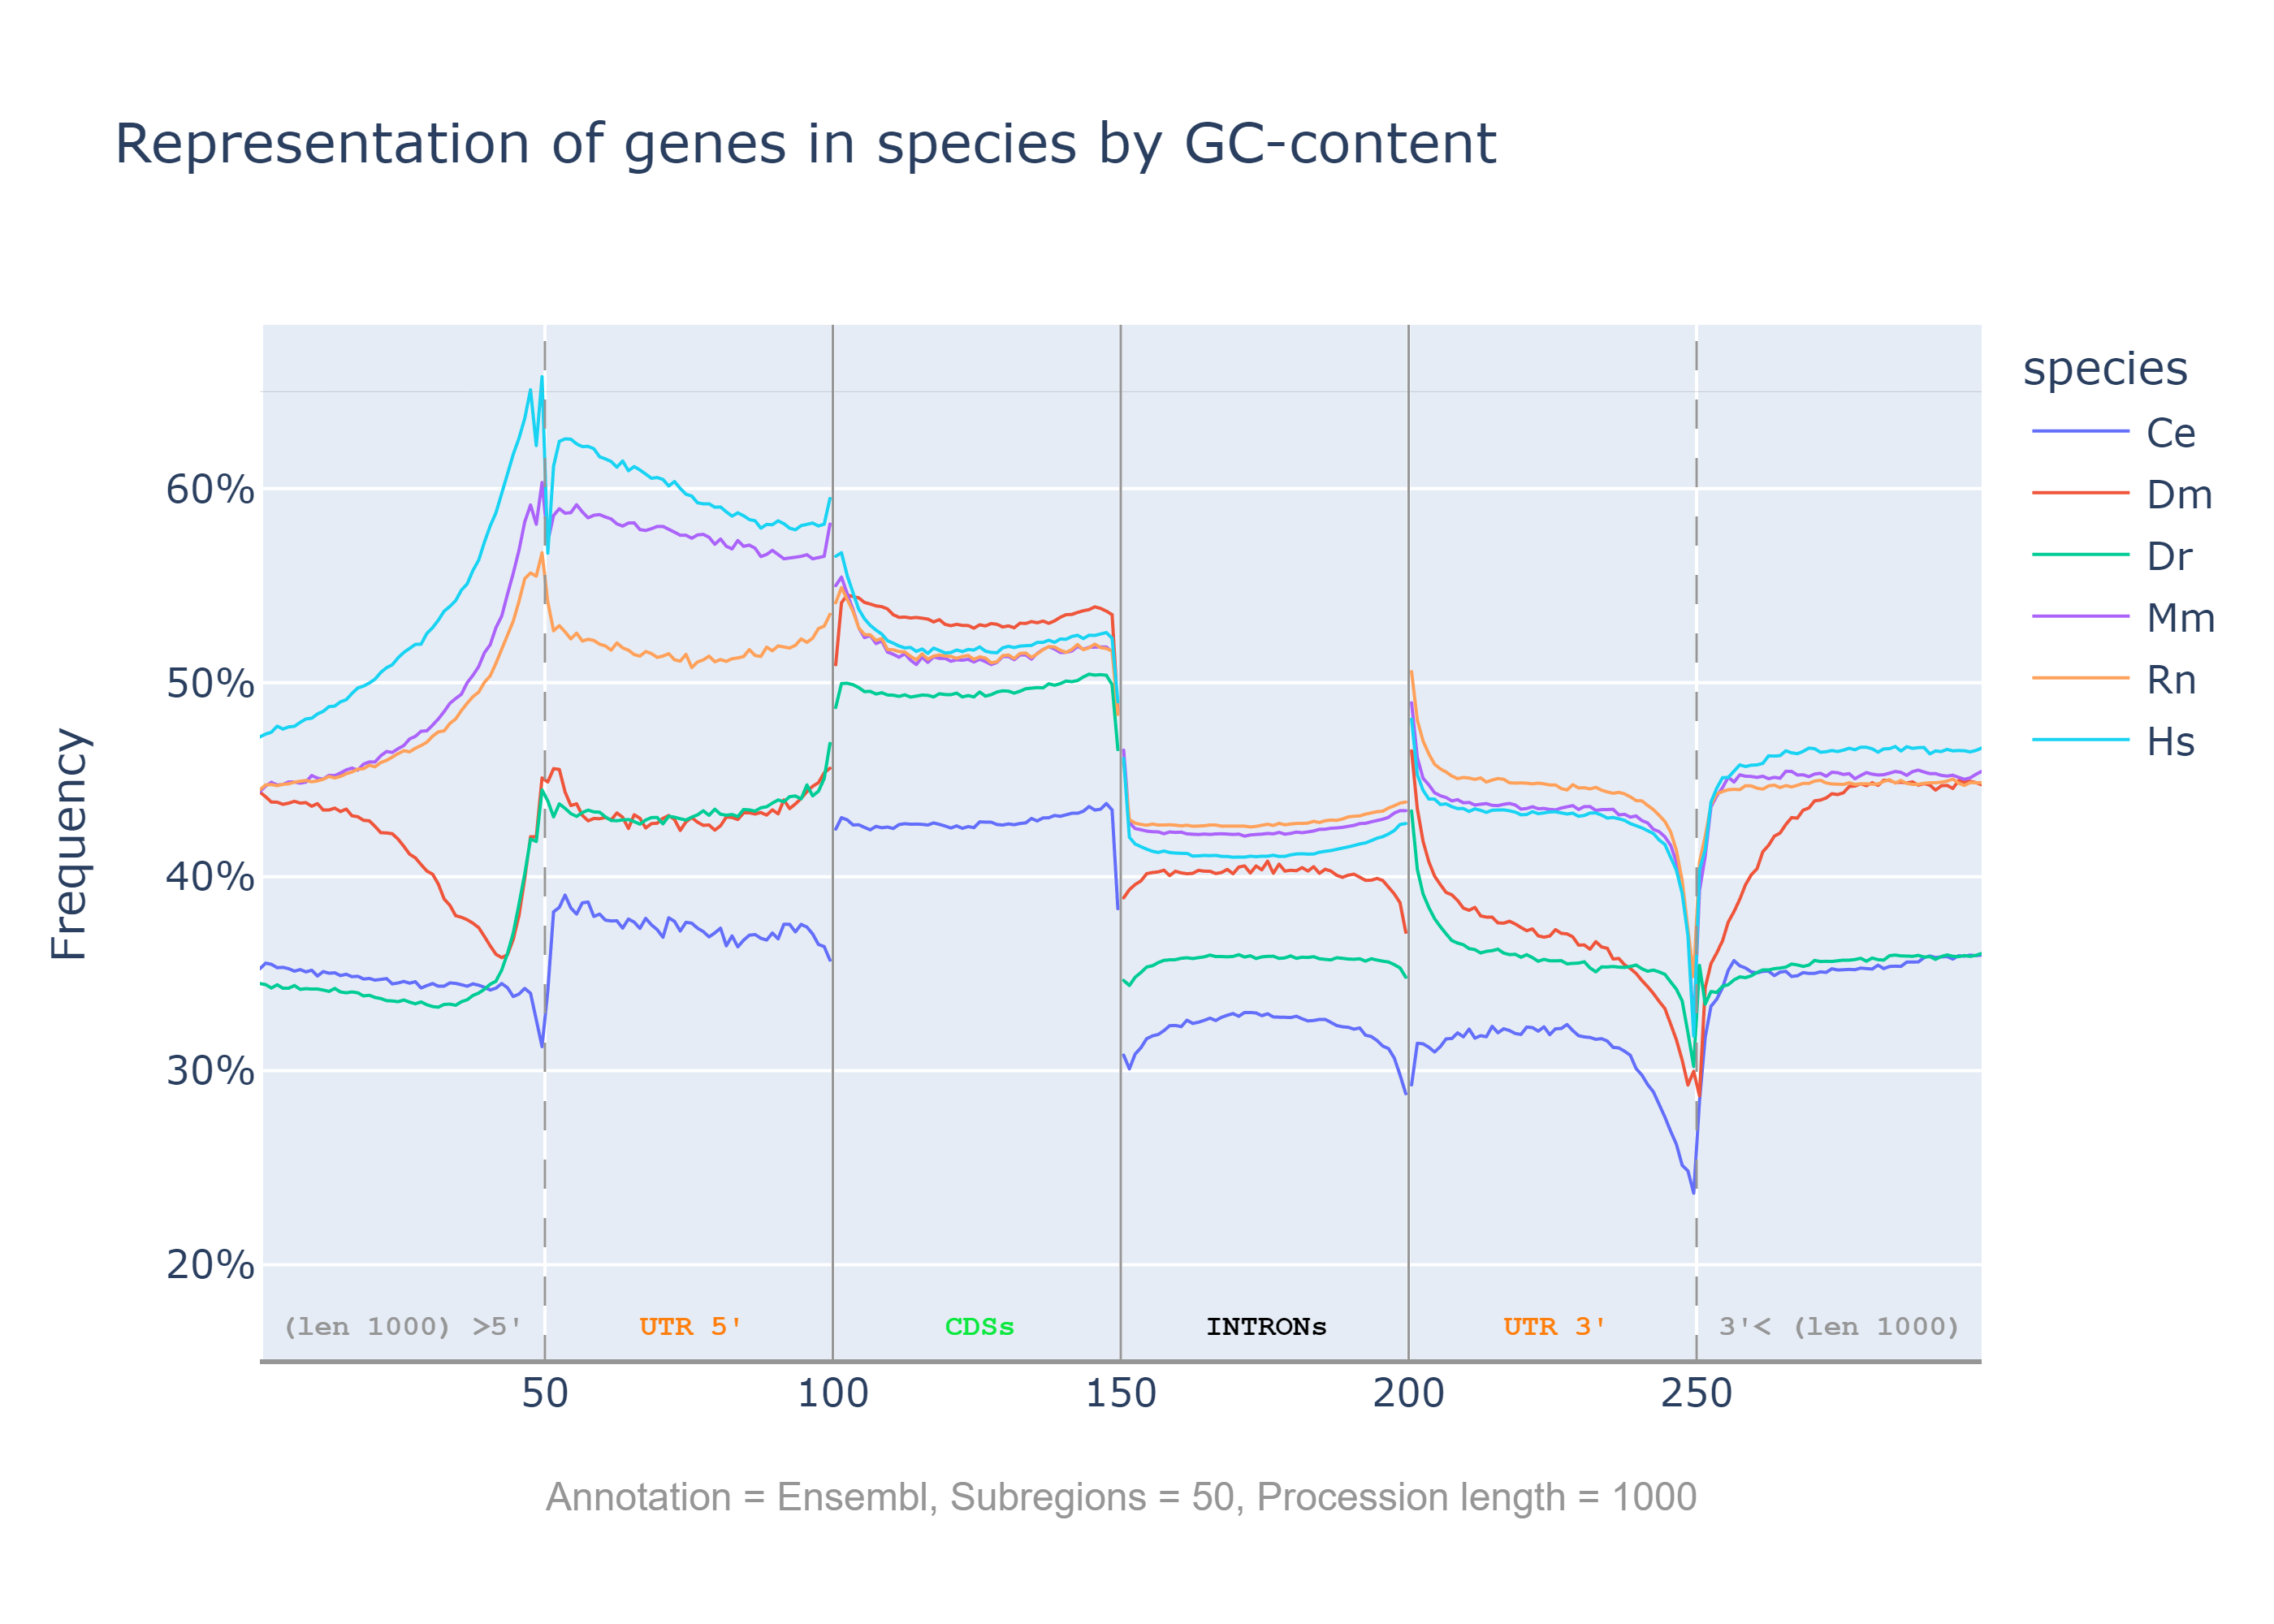 Representation of genes in species by GC-content
species
Ce
Dm
Dr
Mm
Rn
Hs
Frequency
60%
50%
40%
30%
20%
(len 1000) >5' UTR 5' CDSs INTRONs UTR 3' 3'< (len 1000)
50 100 150 200 250
Annotation = Ensembl, Subregions = 50, Procession length = 1000